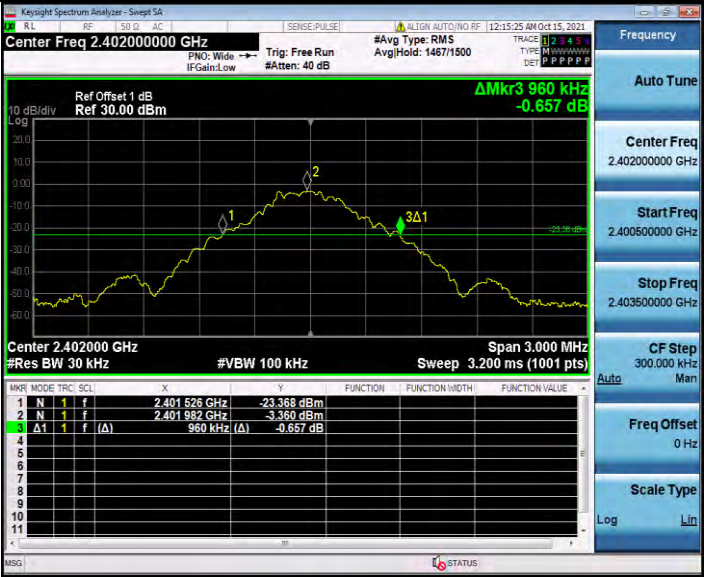 Keysight Spectrum Analyzer - Swept SA
RL RF 50 Ω AC SENSE:PULSE ALIGN AUTO/NO RF 12:15:25 AM Oct 15, 2021
Center Freq 2.402000000 GHz
PNO: Wide
IFGain:Low
Trig: Free Run
#Atten: 40 dB
#Avg Type: RMS
Avg|Hold: 1467/1500
TRACE 1 2 3 4 5 6
TYPE MWWWWW
DET P P P P P P
ΔMkr3 960 kHz
-0.657 dB
Ref Offset 1 dB
10 dB/div Ref 30.00 dBm
Log
20.0
10.0
0.00
-10.0
-20.0
-30.0
-40.0
-50.0
-60.0
1
2
3Δ1
-23.36 dBm
Center 2.402000 GHz Span 3.000 MHz
#Res BW 30 kHz #VBW 100 kHz Sweep 3.200 ms (1001 pts)
MKR MODE TRC SCL X Y FUNCTION FUNCTION WIDTH FUNCTION VALUE
1 N 1 f 2.401 526 GHz -23.368 dBm
2 N 1 f 2.401 982 GHz -3.360 dBm
3 Δ1 1 f (Δ) 960 kHz (Δ) -0.657 dB
4
5
6
7
8
9
10
11
MSG STATUS
Frequency
Auto Tune
Center Freq
2.402000000 GHz
Start Freq
2.400500000 GHz
Stop Freq
2.403500000 GHz
CF Step
300.000 kHz
Auto Man
Freq Offset
0 Hz
Scale Type
Log Lin